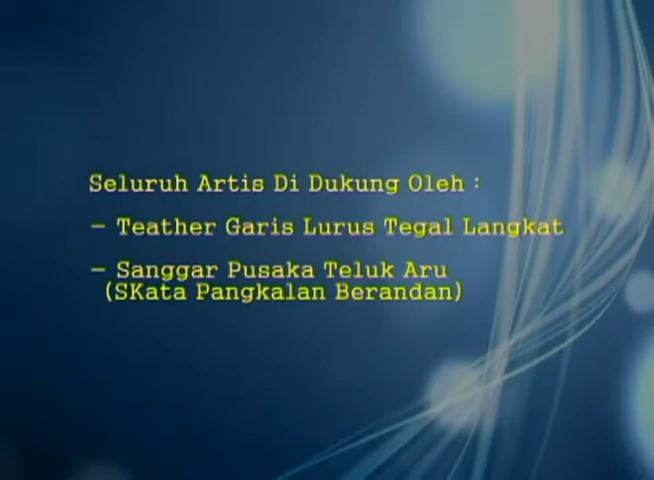 Seluruh Artis Di Dukung Oleh :
- Teather Garis Lurus Tegal Langkat
- Sanggar Pusaka Teluk Aru
(SKata Pangkalan Berandan)